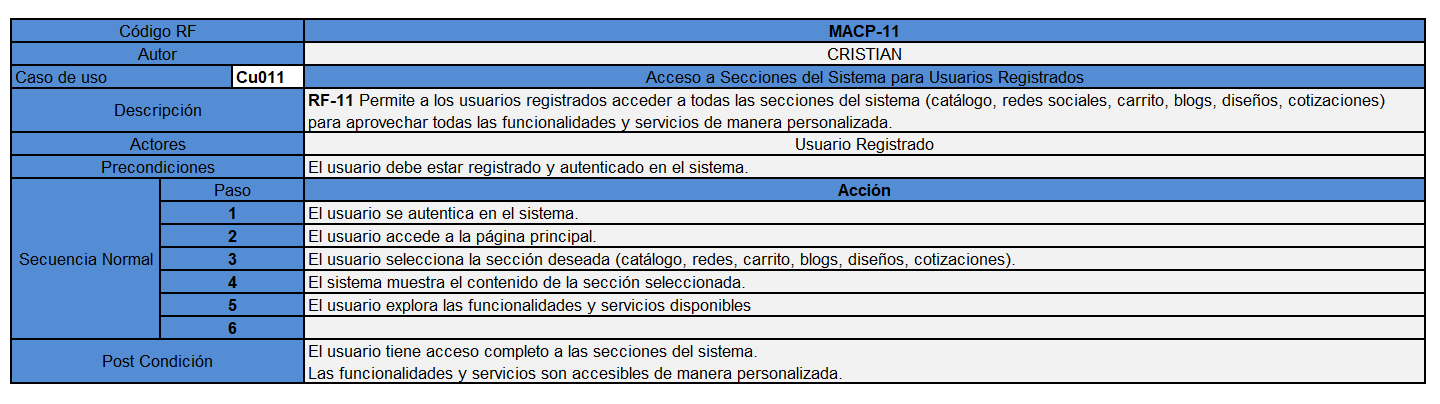 Código RF MACP-11
Autor CRISTIAN
Caso de uso Cu011 Acceso a Secciones del Sistema para Usuarios Registrados
Descripción
RF-11 Permite a los usuarios registrados acceder a todas las secciones del sistema (catálogo, redes sociales, carrito, blogs, diseños, cotizaciones)
para aprovechar todas las funcionalidades y servicios de manera personalizada.
Actores Usuario Registrado
Precondiciones El usuario debe estar registrado y autenticado en el sistema.
Secuencia Normal
Paso Acción
1 El usuario se autentica en el sistema.
2 El usuario accede a la página principal.
3 El usuario selecciona la sección deseada (catálogo, redes, carrito, blogs, diseños, cotizaciones).
4 El sistema muestra el contenido de la sección seleccionada.
5 El usuario explora las funcionalidades y servicios disponibles
6
Post Condición
El usuario tiene acceso completo a las secciones del sistema.
Las funcionalidades y servicios son accesibles de manera personalizada.